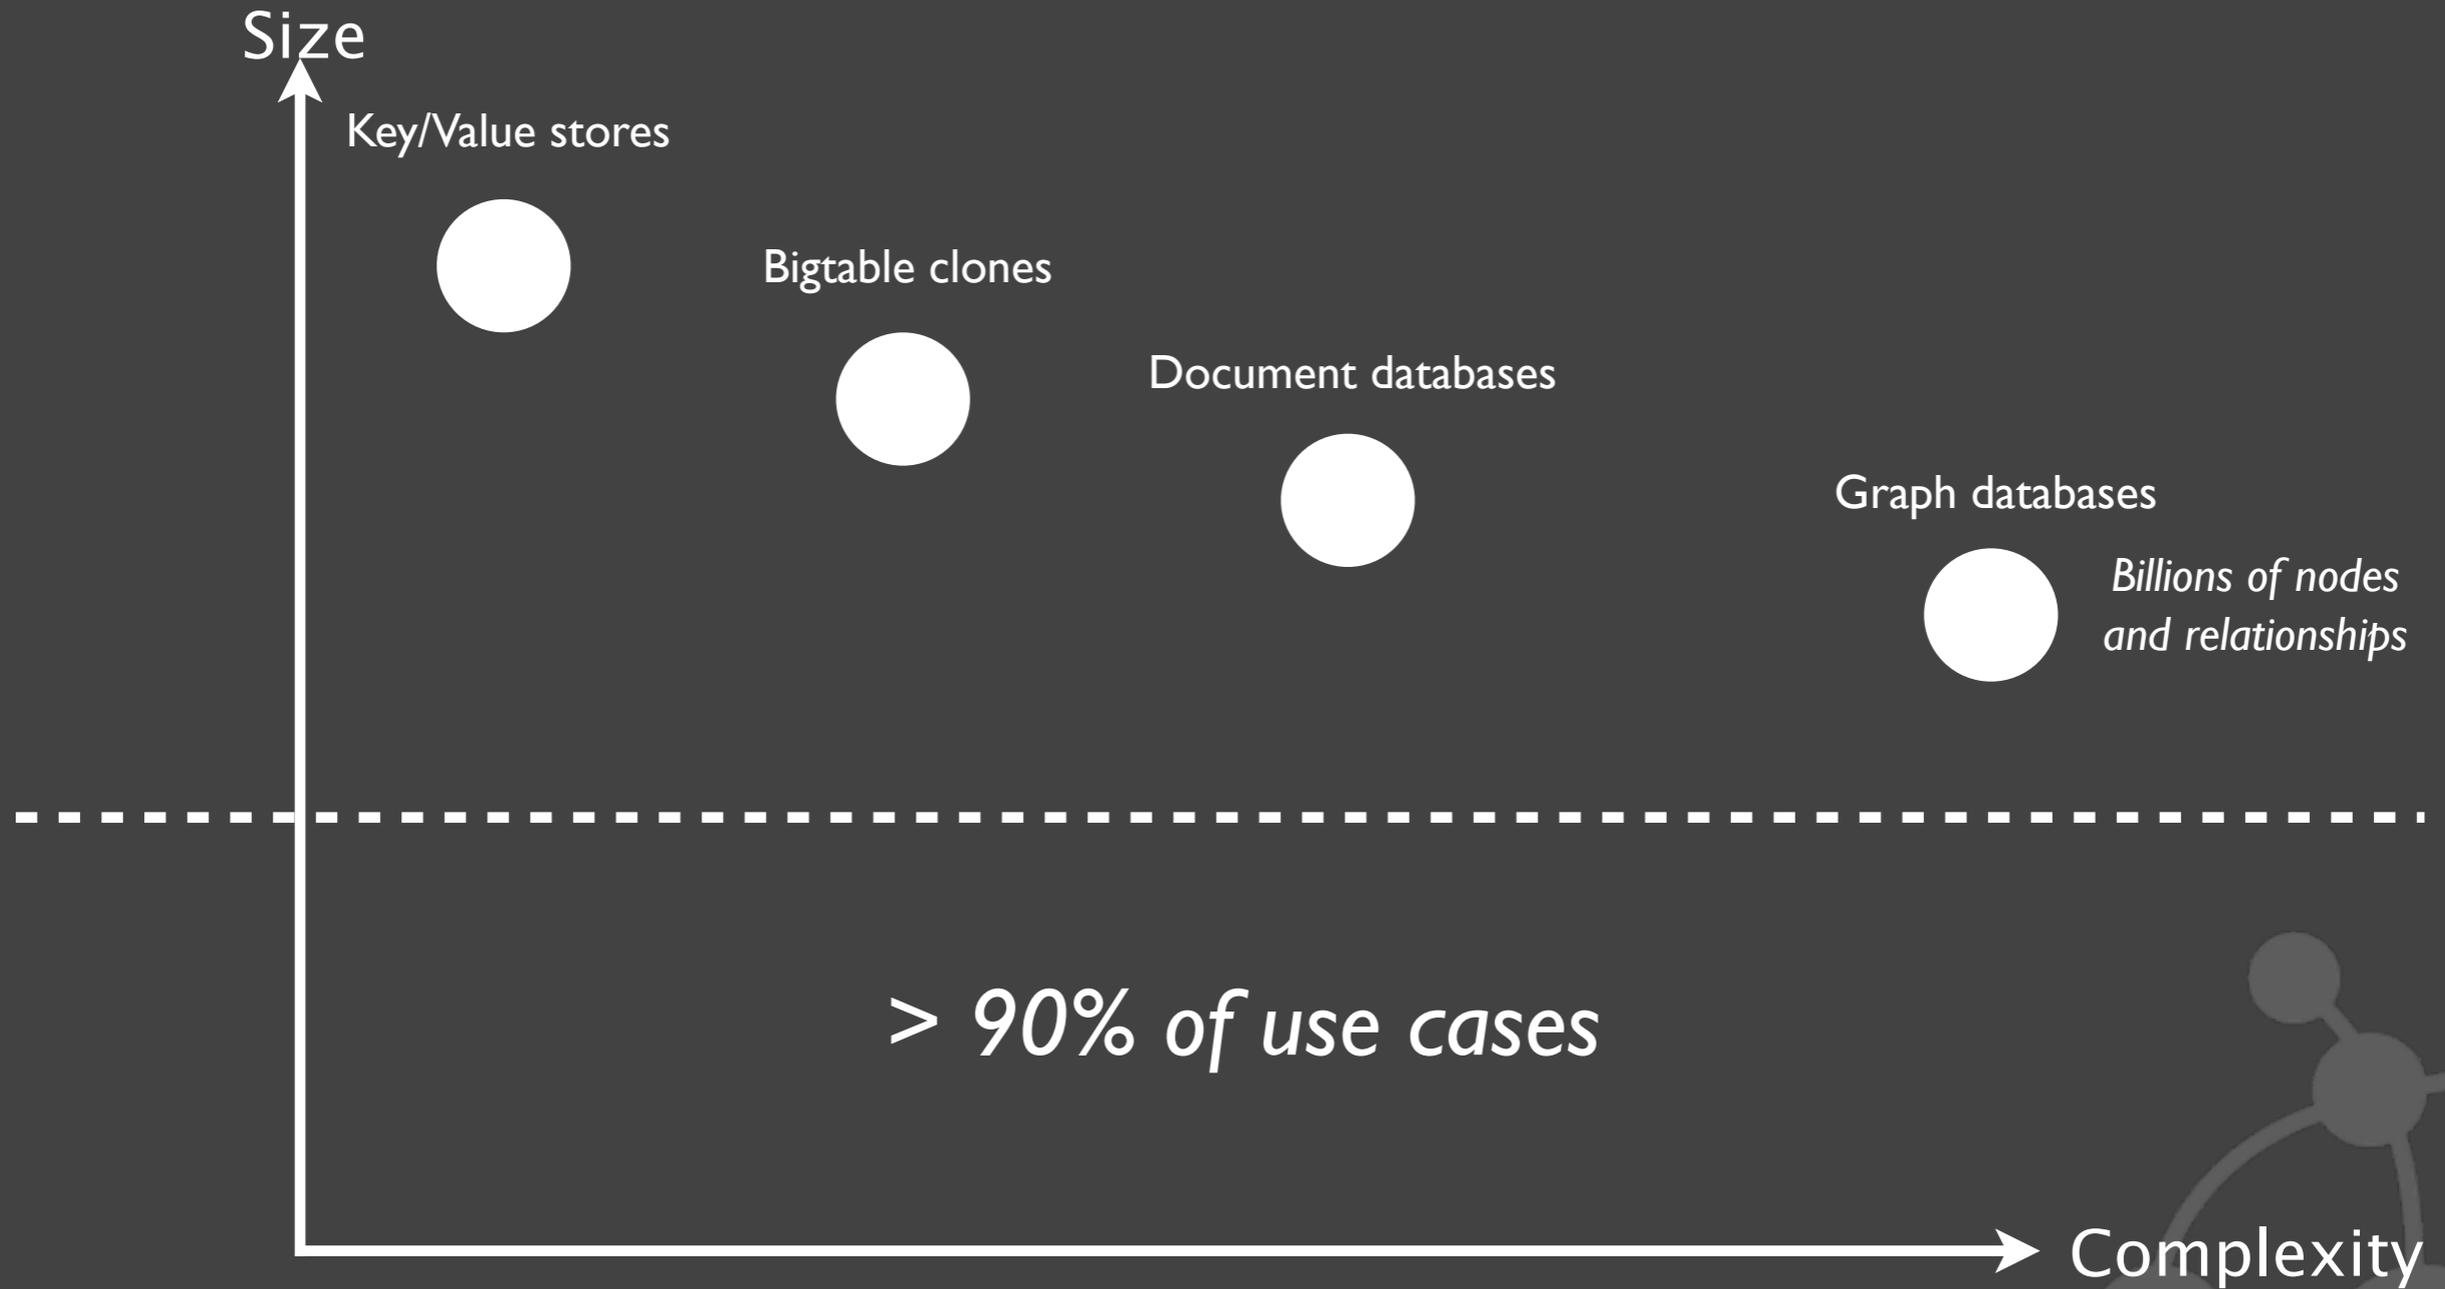 Size
Key/Value stores
Bigtable clones
Document databases
Graph databases
Billions of nodes
and relationships
> 90% of use cases
Complexity